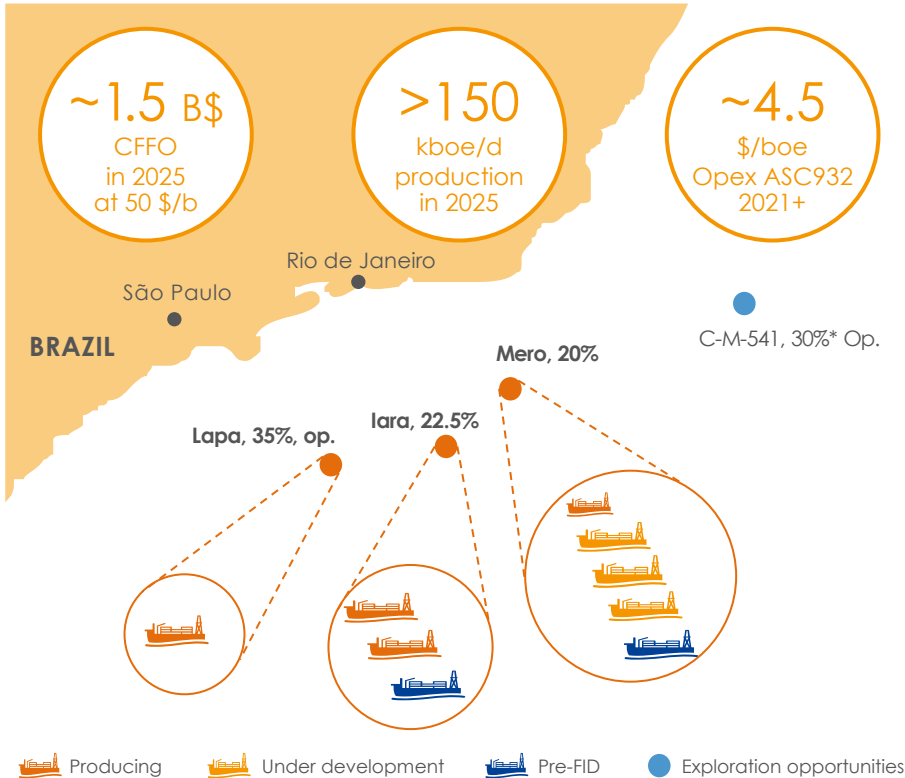 ~1.5 B$
CFFO
in 2025
at 50 $/b
>150
kboe/d
production
in 2025
~4.5
$/boe
Opex ASC932
2021+
Rio de Janeiro
São Paulo
BRAZIL
C-M-541, 30%* Op.
Mero, 20%
Iara, 22.5%
Lapa, 35%, op.
Producing
Under development
Pre-FID
Exploration opportunities